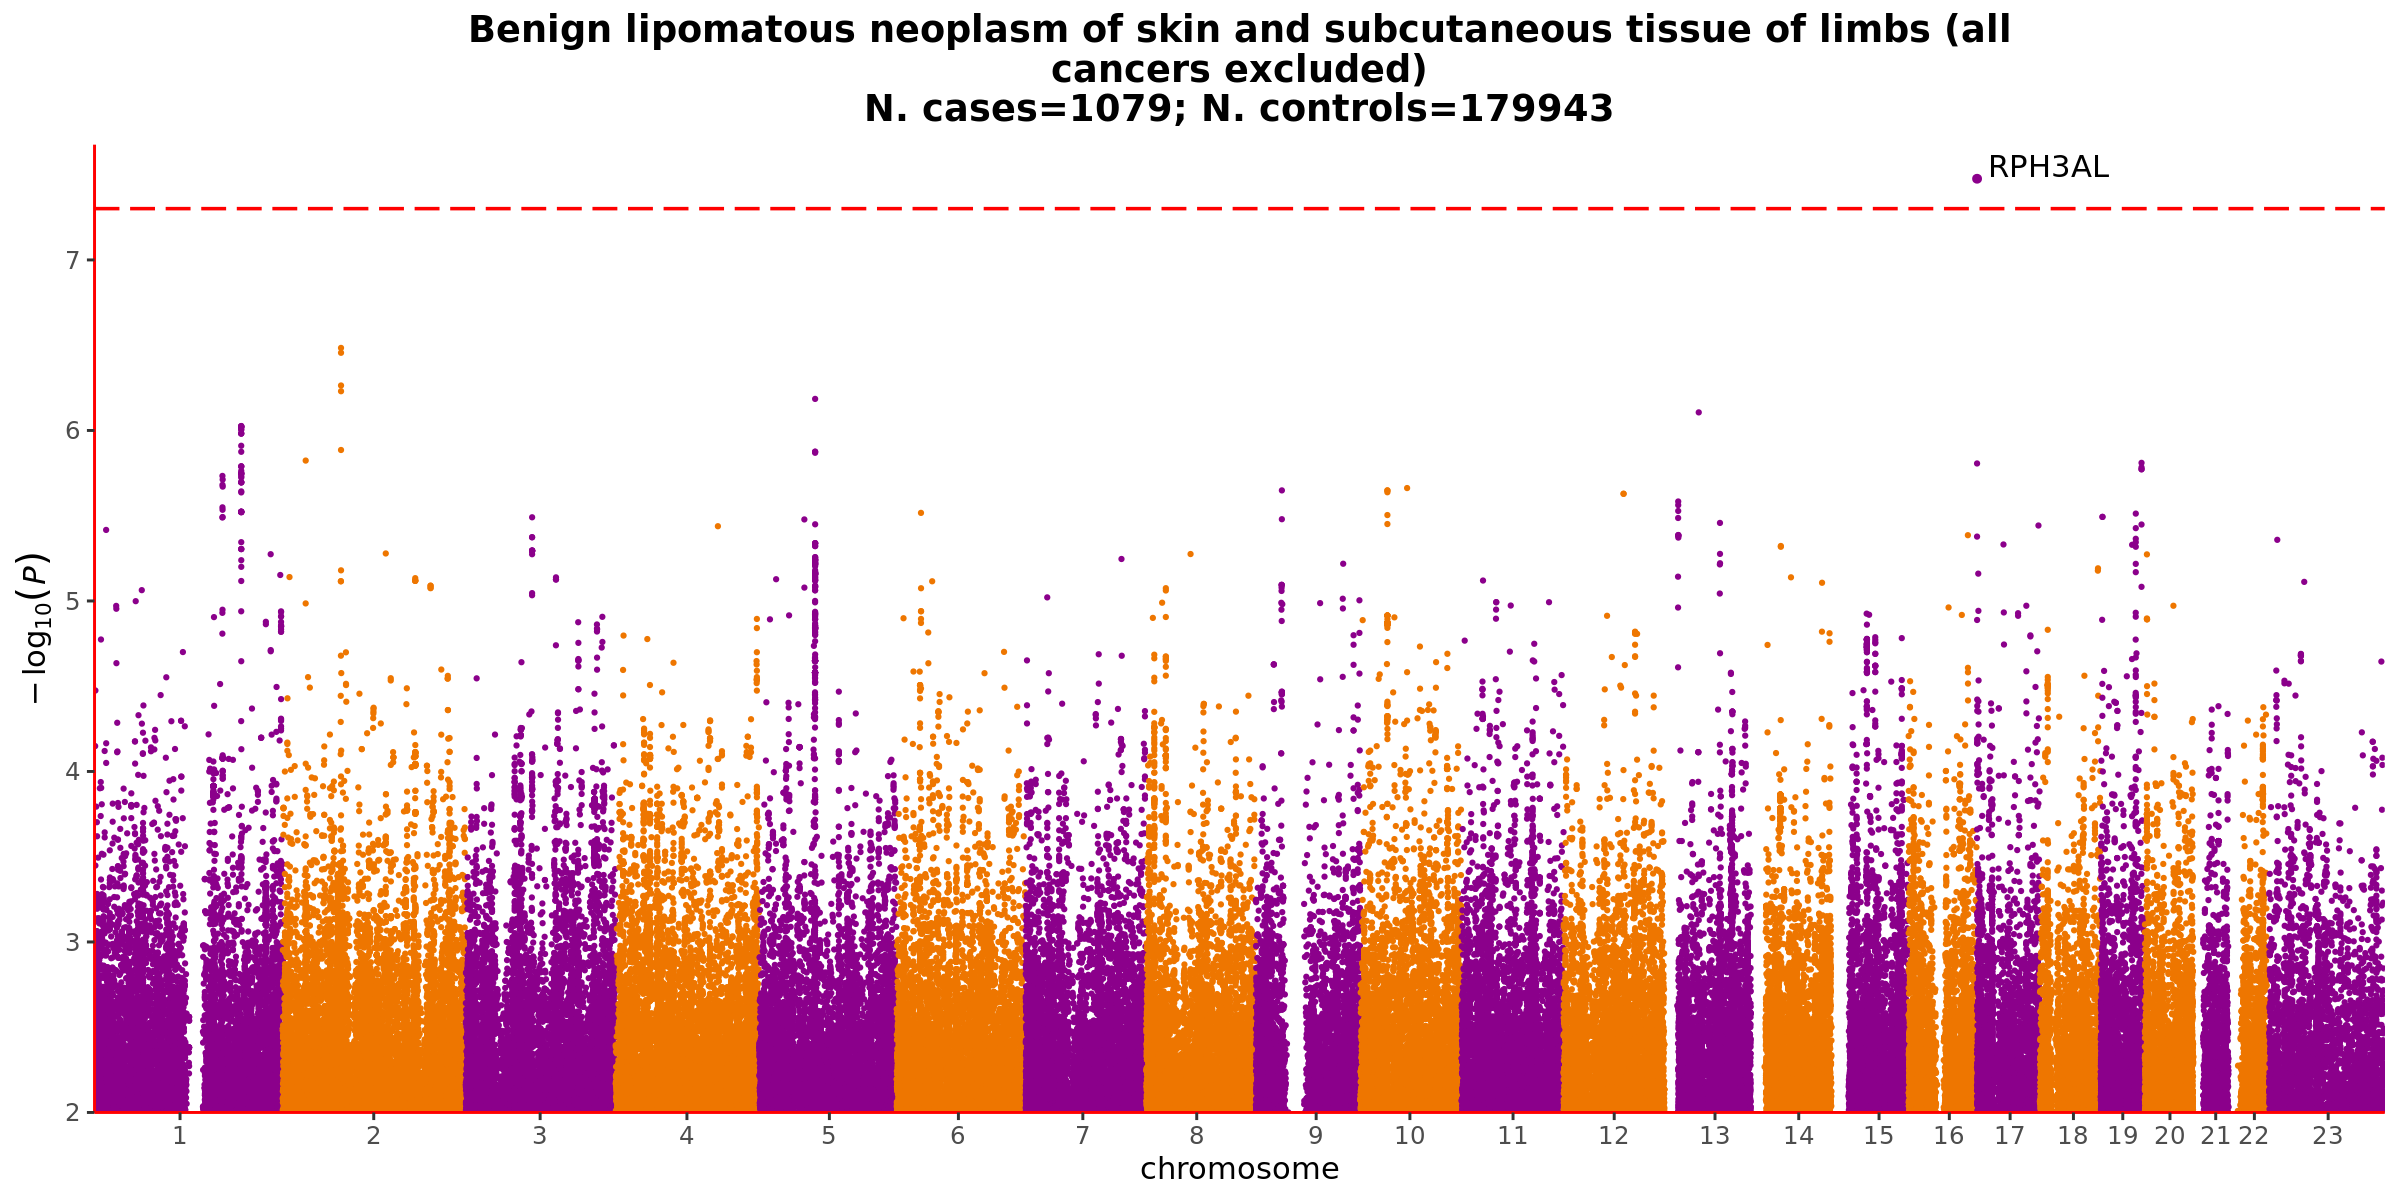 Benign lipomatous neoplasm of skin and subcutaneous tissue of limbs (all
cancers excluded)
N. cases=1079; N. controls=179943
RPH3AL
7
6
5
4
3
2
−log10(P)
1 2 3 4 5 6 7 8 9 10 11 12 13 14 15 16 17 18 19 20 21 22 23
chromosome